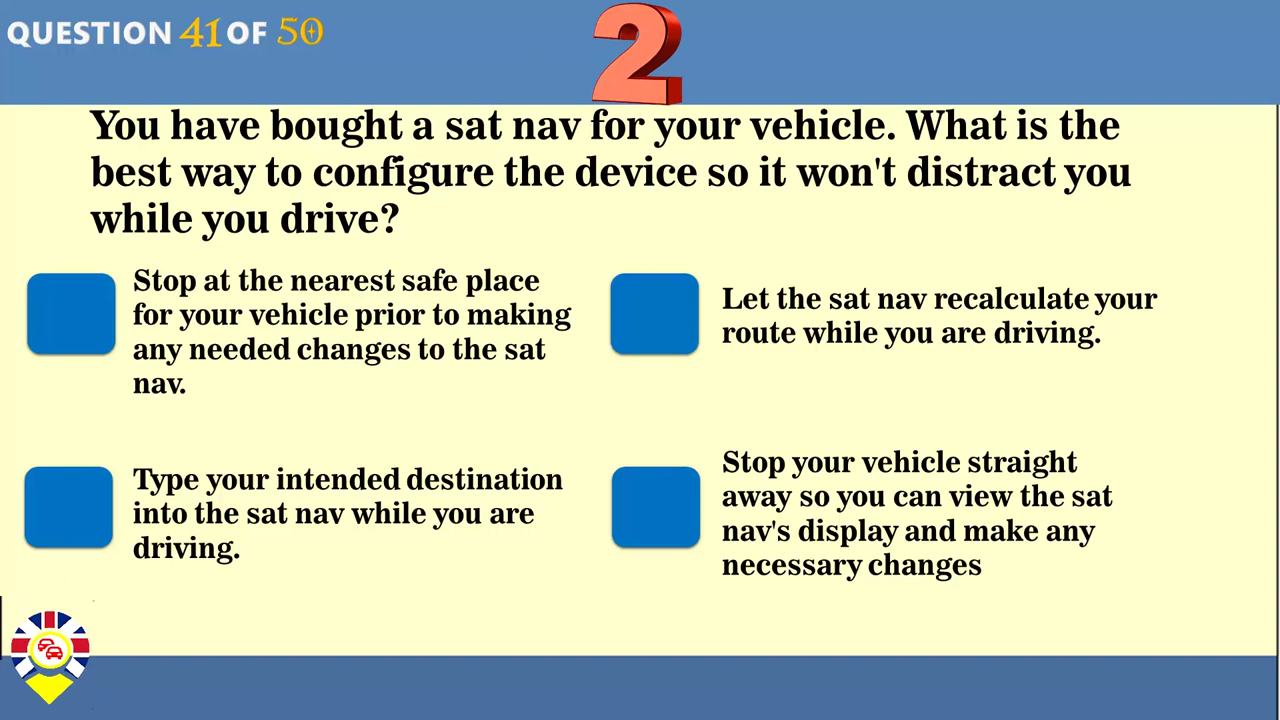 QUESTION 41 OF 50
2
You have bought a sat nav for your vehicle. What is the
best way to configure the device so it won't distract you
while you drive?
Stop at the nearest safe place
for your vehicle prior to making
any needed changes to the sat
nav.
Let the sat nav recalculate your
route while you are driving.
Type your intended destination
into the sat nav while you are
driving.
Stop your vehicle straight
away so you can view the sat
nav's display and make any
necessary changes